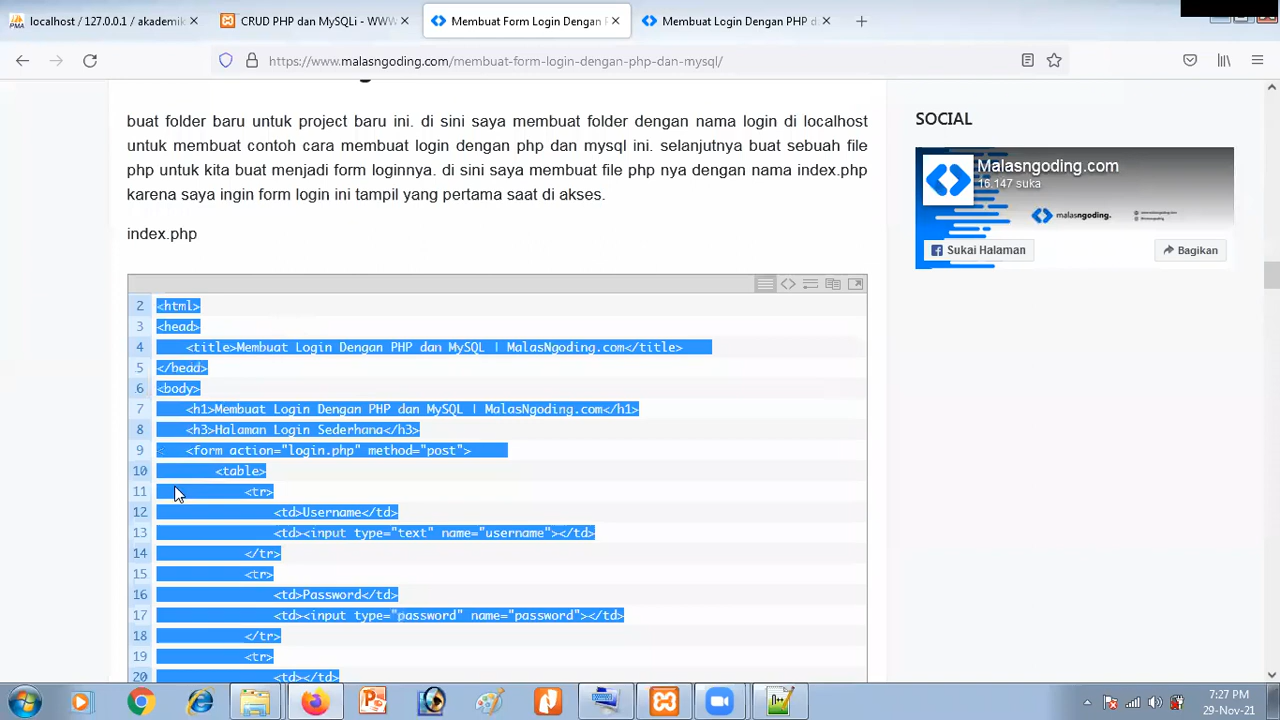 localhost / 127.0.0.1 / akademik
CRUD PHP dan MySQLi - WWW
Membuat Form Login Dengan P
Membuat Login Dengan PHP d
https://www.malasngoding.com/membuat-form-login-dengan-php-dan-mysql/
buat folder baru untuk project baru ini. di sini saya membuat folder dengan nama login di localhost
untuk membuat contoh cara membuat login dengan php dan mysql ini. selanjutnya buat sebuah file
php untuk kita buat menjadi form loginnya. di sini saya membuat file php nya dengan nama index.php
karena saya ingin form login ini tampil yang pertama saat di akses.
index.php
2 <html>
3 <head>
4 <title>Membuat Login Dengan PHP dan MySQL | MalasNgoding.com</title>
5 </head>
6 <body>
7 <h1>Membuat Login Dengan PHP dan MySQL | MalasNgoding.com</h1>
8 <h3>Halaman Login Sederhana</h3>
9 <form action="login.php" method="post">
10 <table>
11 <tr>
12 <td>Username</td>
13 <td><input type="text" name="username"></td>
14 </tr>
15 <tr>
16 <td>Password</td>
17 <td><input type="password" name="password"></td>
18 </tr>
19 <tr>
20 <td></td>
SOCIAL
Malasngoding.com
16.147 suka
malasngoding.
Sukai Halaman
Bagikan
7:27 PM
29-Nov-21